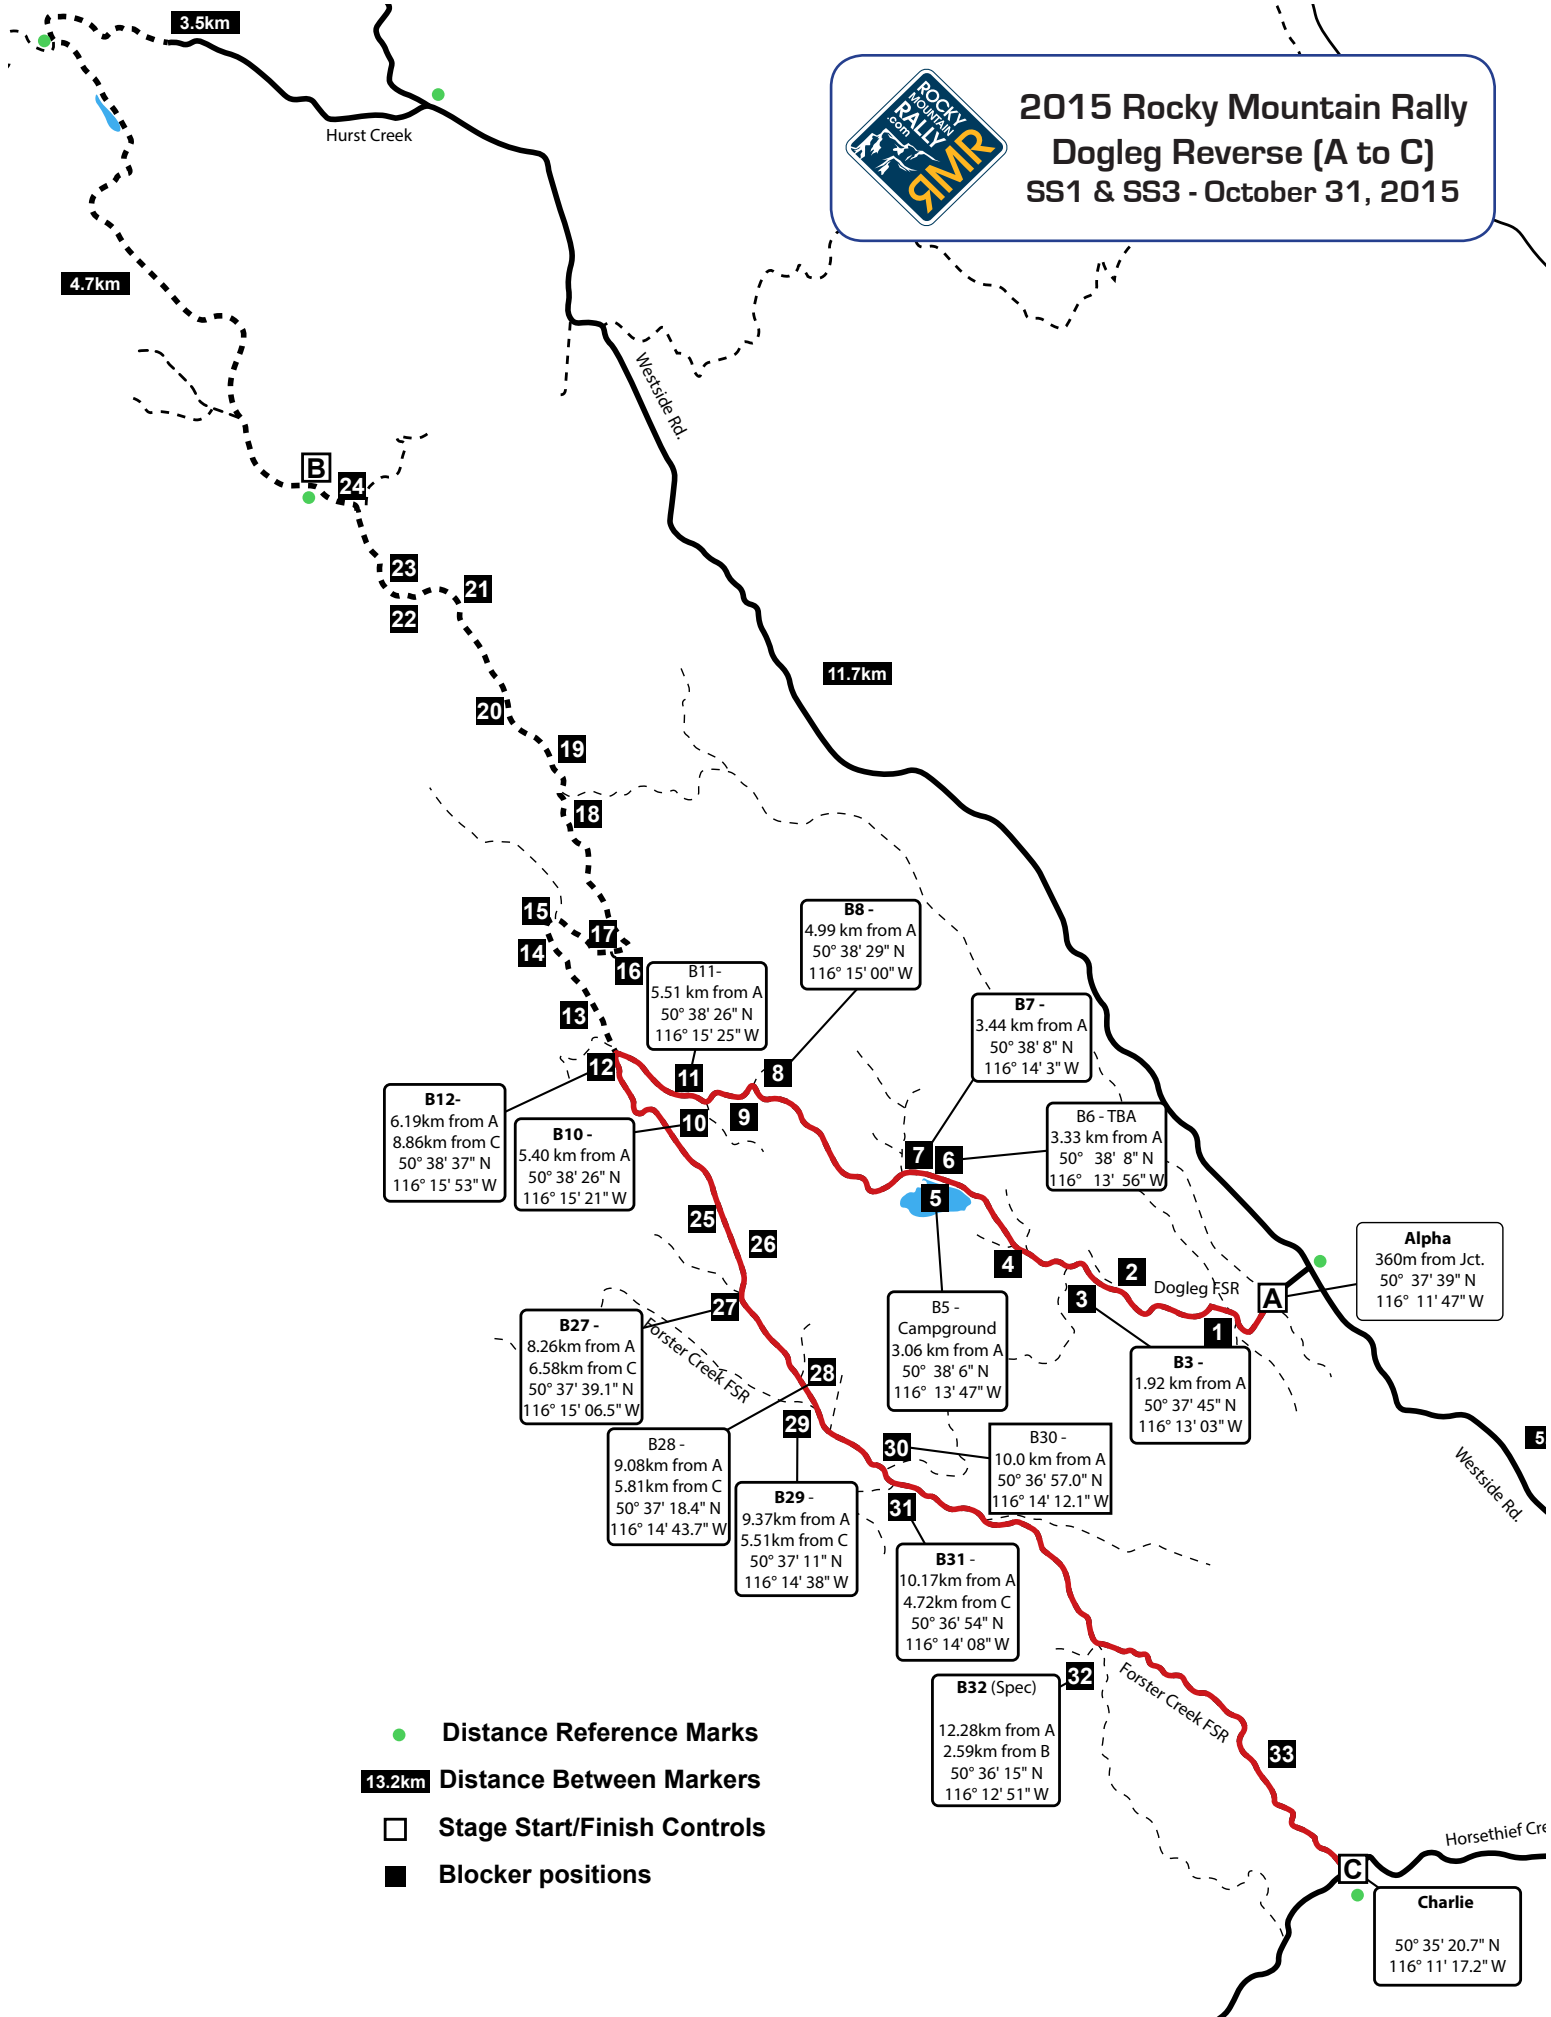 3.5km
Hurst Creek
ROCKY
MOUNTAIN
RALLY
.com
RMR
2015 Rocky Mountain Rally
Dogleg Reverse (A to C)
SS1 & SS3 - October 31, 2015
4.7km
Westside Rd.
B
24
23
22
21
20
19
18
11.7km
15
14
17
16
13
12
B8 -
4.99 km from A
50° 38' 29" N
116° 15' 00" W
B11-
5.51 km from A
50° 38' 26" N
116° 15' 25" W
B7 -
3.44 km from A
50° 38' 8" N
116° 14' 3" W
11
8
9
10
B12-
6.19km from A
8.86km from C
50° 38' 37" N
116° 15' 53" W
B10 -
5.40 km from A
50° 38' 26" N
116° 15' 21" W
B6 - TBA
3.33 km from A
50° 38' 8" N
116° 13' 56" W
7
6
5
25
26
4
2
3
Dogleg FSR
1
A
Alpha
360m from Jct.
50° 37' 39" N
116° 11' 47" W
27
B27 -
8.26km from A
6.58km from C
50° 37' 39.1" N
116° 15' 06.5" W
Forster Creek FSR
B5 -
Campground
3.06 km from A
50° 38' 6" N
116° 13' 47" W
B3 -
1.92 km from A
50° 37' 45" N
116° 13' 03" W
28
29
B28 -
9.08km from A
5.81km from C
50° 37' 18.4" N
116° 14' 43.7" W
30
B30 -
10.0 km from A
50° 36' 57.0" N
116° 14' 12.1" W
5
Westside Rd.
B29 -
9.37km from A
5.51km from C
50° 37' 11" N
116° 14' 38" W
31
B31 -
10.17km from A
4.72km from C
50° 36' 54" N
116° 14' 08" W
32
B32 (Spec)
12.28km from A
2.59km from B
50° 36' 15" N
116° 12' 51" W
Forster Creek FSR
33
Distance Reference Marks
13.2km Distance Between Markers
Stage Start/Finish Controls
Blocker positions
Horsethief Cre
C
Charlie
50° 35' 20.7" N
116° 11' 17.2" W